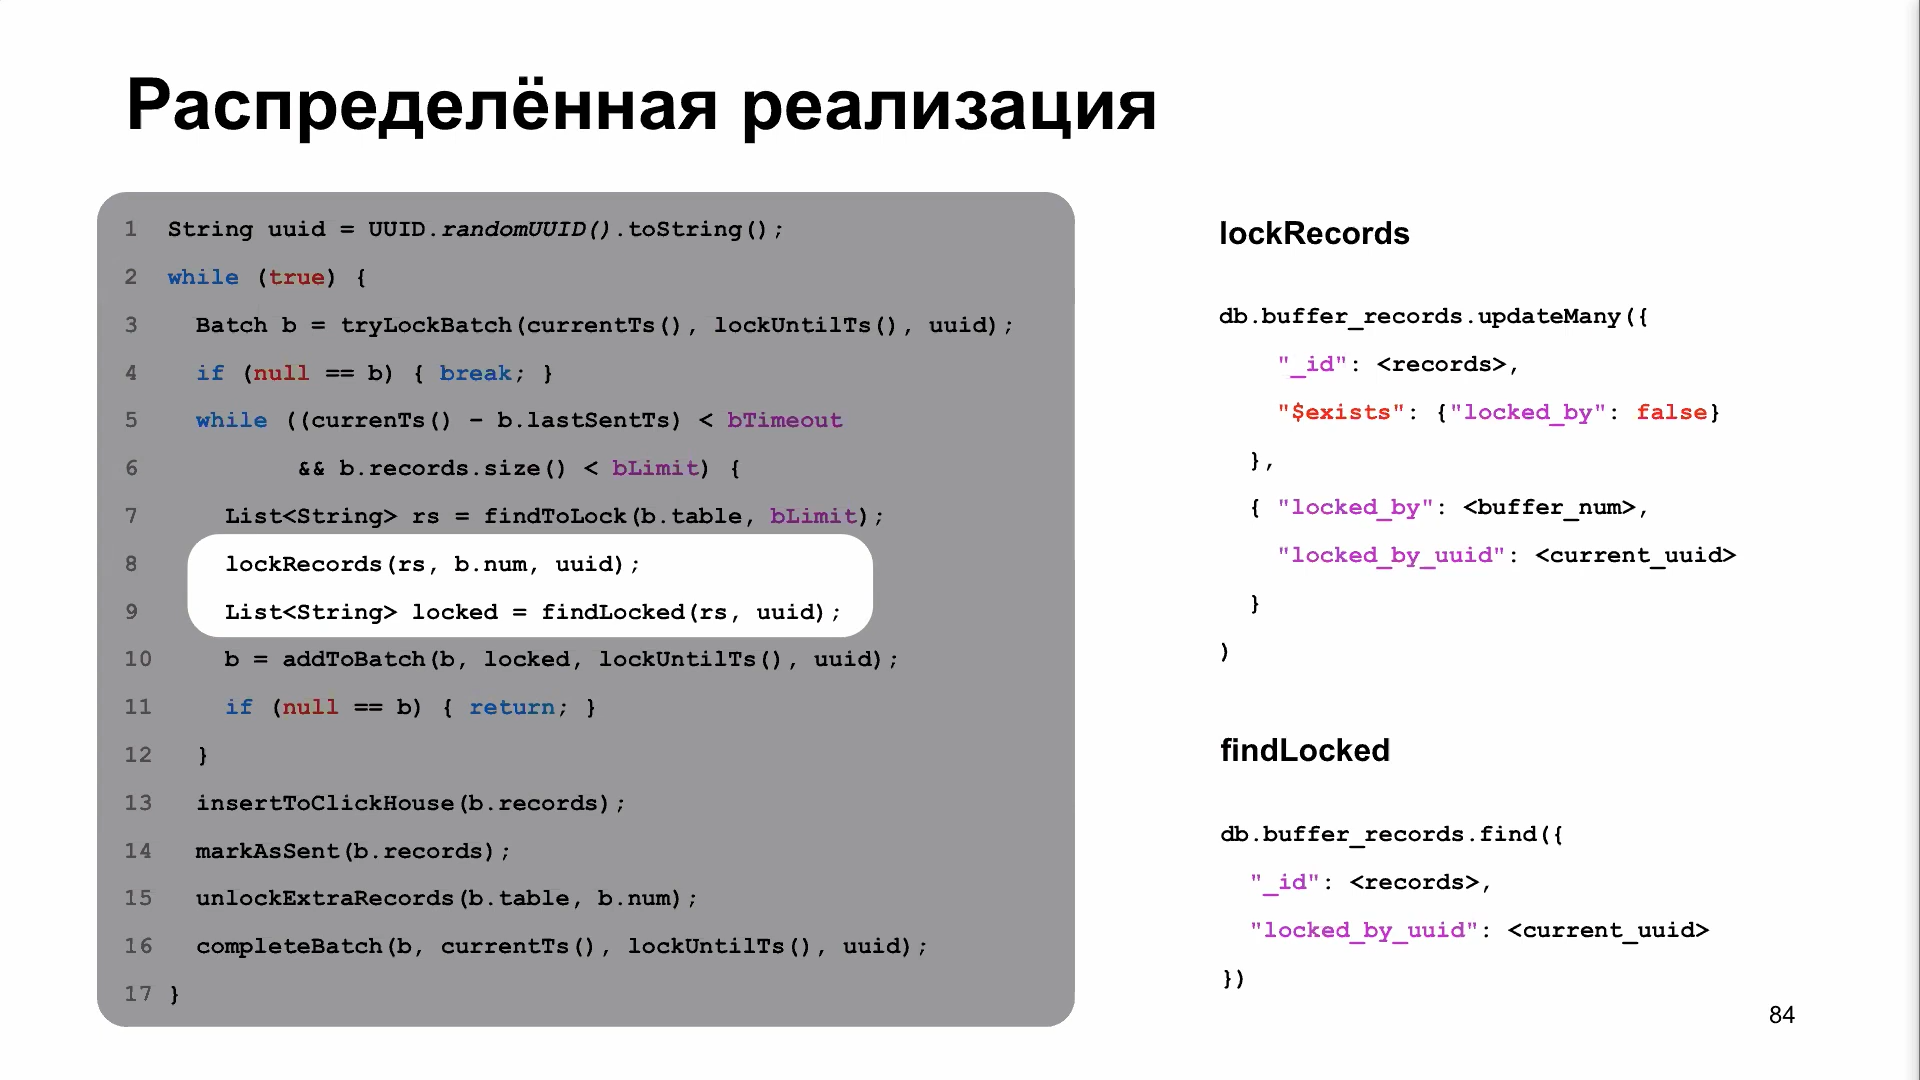 Распределённая реализация
1 String uuid = UUID.randomUUID().toString();
2 while (true) {
3 Batch b = tryLockBatch(currentTs(), lockUntilTs(), uuid);
4 if (null == b) { break; }
5 while ((currenTs() – b.lastSentTs) < bTimeout
6 && b.records.size() < bLimit) {
7 List<String> rs = findToLock(b.table, bLimit);
8 lockRecords(rs, b.num, uuid);
9 List<String> locked = findLocked(rs, uuid);
10 b = addToBatch(b, locked, lockUntilTs(), uuid);
11 if (null == b) { return; }
12 }
13 insertToClickHouse(b.records);
14 markAsSent(b.records);
15 unlockExtraRecords(b.table, b.num);
16 completeBatch(b, currentTs(), lockUntilTs(), uuid);
17 }
lockRecords
db.buffer_records.updateMany({
"_id": <records>,
"$exists": {"locked_by": false}
},
{ "locked_by": <buffer_num>,
"locked_by_uuid": <current_uuid>
}
)
findLocked
db.buffer_records.find({
"_id": <records>,
"locked_by_uuid": <current_uuid>
})
84